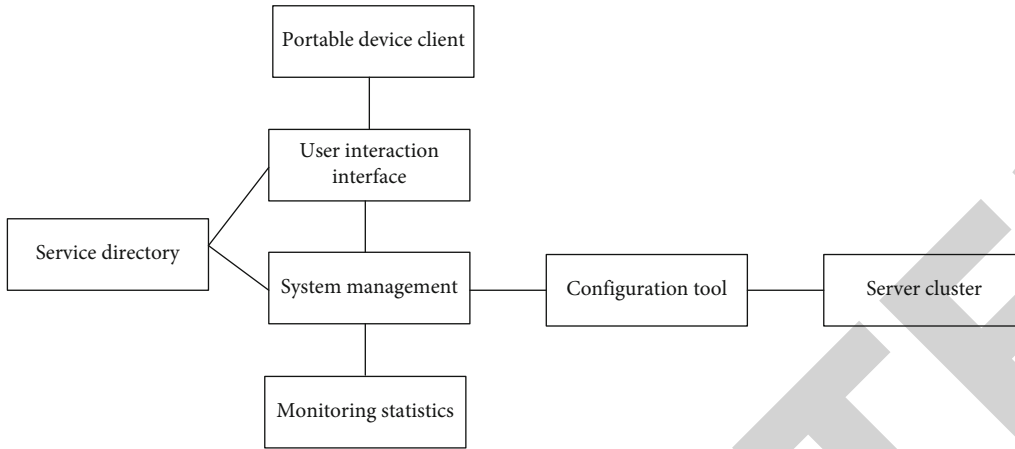 Portable device client
User interaction
interface
Service directory
System management
Configuration tool
Server cluster
Monitoring statistics